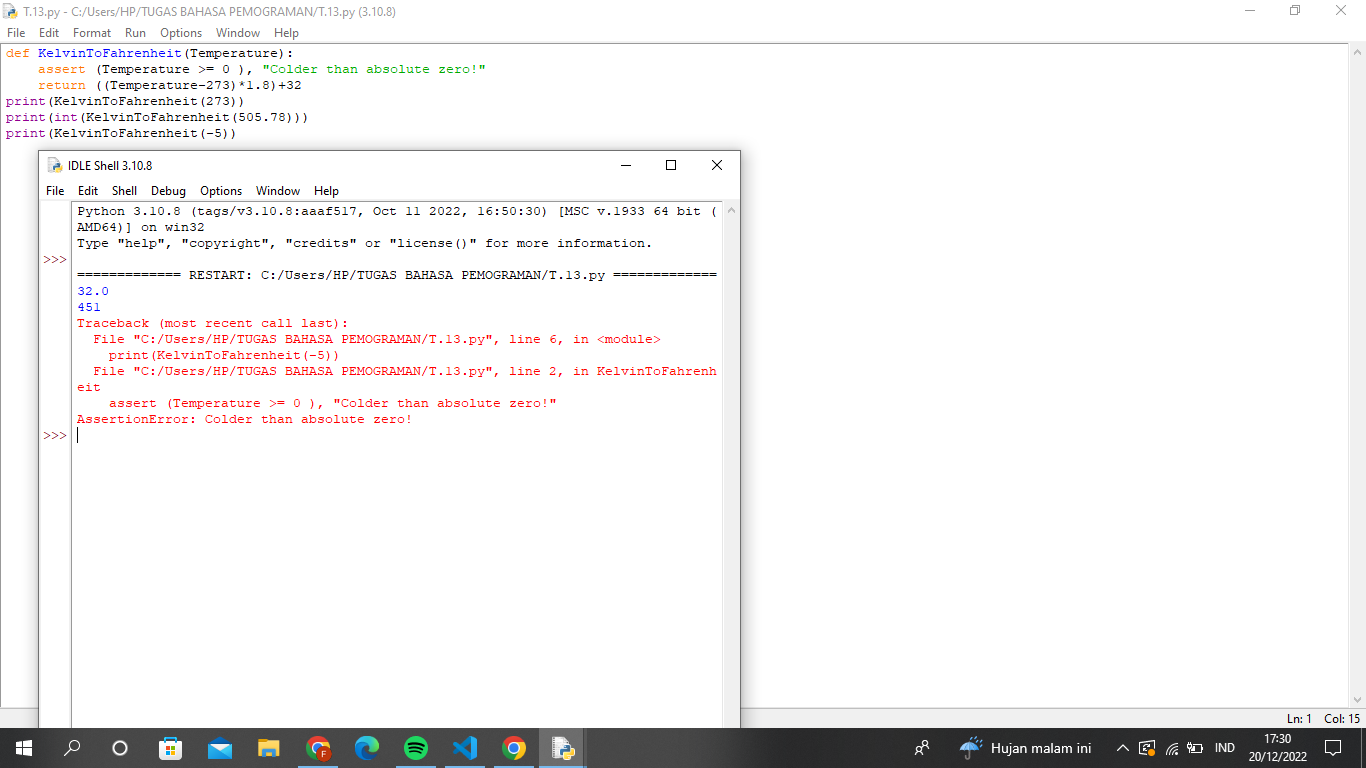 T.13.py - C:/Users/HP/TUGAS BAHASA PEMOGRAMAN/T.13.py (3.10.8)
File Edit Format Run Options Window Help
def KelvinToFahrenheit(Temperature):
    assert (Temperature >= 0 ), "Colder than absolute zero!"
    return ((Temperature-273)*1.8)+32
print(KelvinToFahrenheit(273))
print(int(KelvinToFahrenheit(505.78)))
print(KelvinToFahrenheit(-5))
IDLE Shell 3.10.8
File Edit Shell Debug Options Window Help
Python 3.10.8 (tags/v3.10.8:aaaf517, Oct 11 2022, 16:50:30) [MSC v.1933 64 bit (
AMD64)] on win32
Type "help", "copyright", "credits" or "license()" for more information.
>>>
============= RESTART: C:/Users/HP/TUGAS BAHASA PEMOGRAMAN/T.13.py =============
32.0
451
Traceback (most recent call last):
  File "C:/Users/HP/TUGAS BAHASA PEMOGRAMAN/T.13.py", line 6, in <module>
    print(KelvinToFahrenheit(-5))
  File "C:/Users/HP/TUGAS BAHASA PEMOGRAMAN/T.13.py", line 2, in KelvinToFahrenh
eit
    assert (Temperature >= 0 ), "Colder than absolute zero!"
AssertionError: Colder than absolute zero!
>>>
Ln: 1 Col: 15
F
Hujan malam ini
IND
17:30
20/12/2022